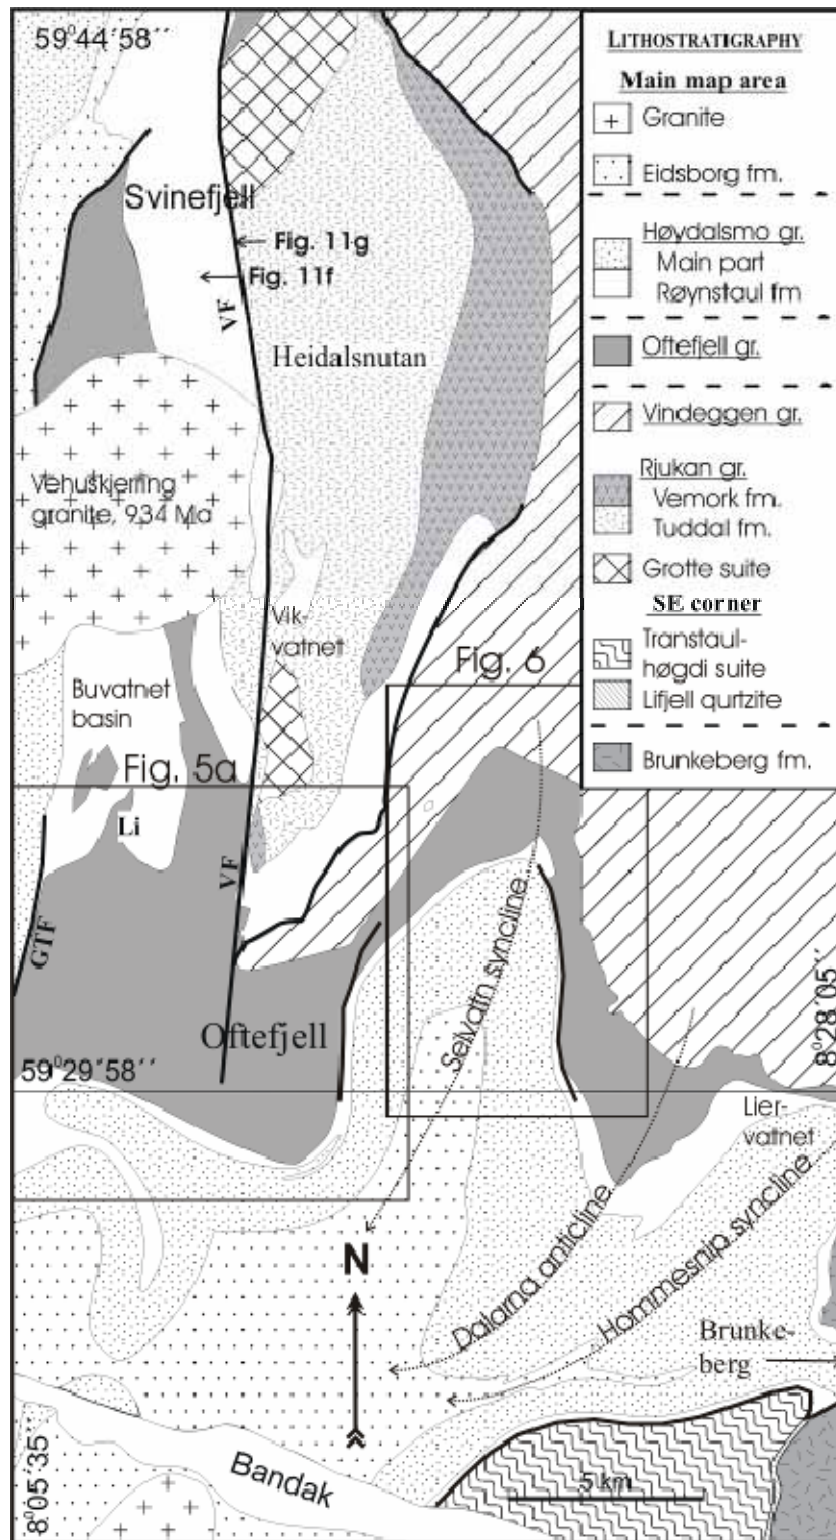 59°44´58´´
LITHOSTRATIGRAPHY
Main map area
Granite
Eidsborg fm.
Høydalsmo gr.
Main part
Røynstaul fm
Oftefjell gr.
Vindeggen gr.
Rjukan gr.
Vemork fm.
Tuddal fm.
Grotte suite
SE corner
Transtaul-
høgdi suite
Lifjell qurtzite
Brunkeberg fm.
Svinefjell
Fig. 11g
Fig. 11f
VF
Heidalsnutan
Vehuskjerring
granite, 934 Ma
Vik-
vatnet
Fig. 6
Buvatnet
basin
Fig. 5a
Li
VF
GTF
Selvatn syncline
Oftefjell
8°28´05´´
59°29´58´´
Lier-
vatnet
N
Dalarna anticline
Hommesnip syncline
Brunke-
berg
8°05´35´´
Bandak
5 km